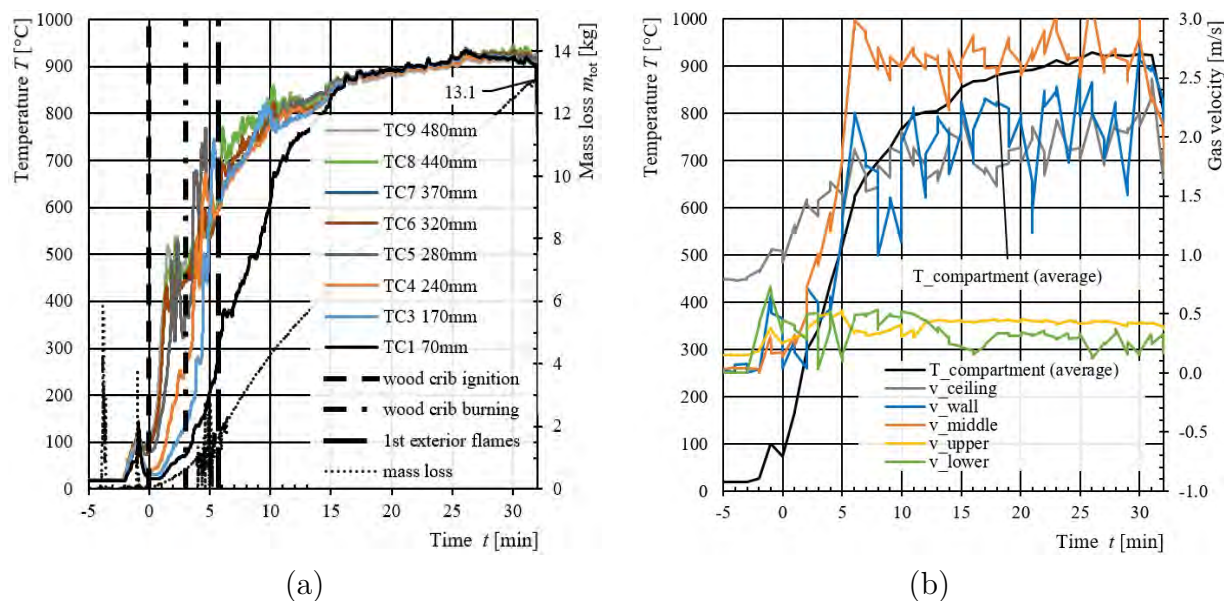 Temperature T [°C]
1000
900
800
700
600
500
400
300
200
100
0
-5 0 5 10 15 20 25 30
Time t [min]
Mass loss mtot [kg]
14
12
10
8
6
4
2
0
13.1
TC9 480mm
TC8 440mm
TC7 370mm
TC6 320mm
TC5 280mm
TC4 240mm
TC3 170mm
TC1 70mm
wood crib ignition
wood crib burning
1st exterior flames
mass loss
(a)
Temperature T [°C]
1000
900
800
700
600
500
400
300
200
100
0
-5 0 5 10 15 20 25 30
Time t [min]
Gas velocity [m/s]
3.0
2.5
2.0
1.5
1.0
0.5
0.0
-0.5
-1.0
T_compartment (average)
T_compartment (average)
v_ceiling
v_wall
v_middle
v_upper
v_lower
(b)